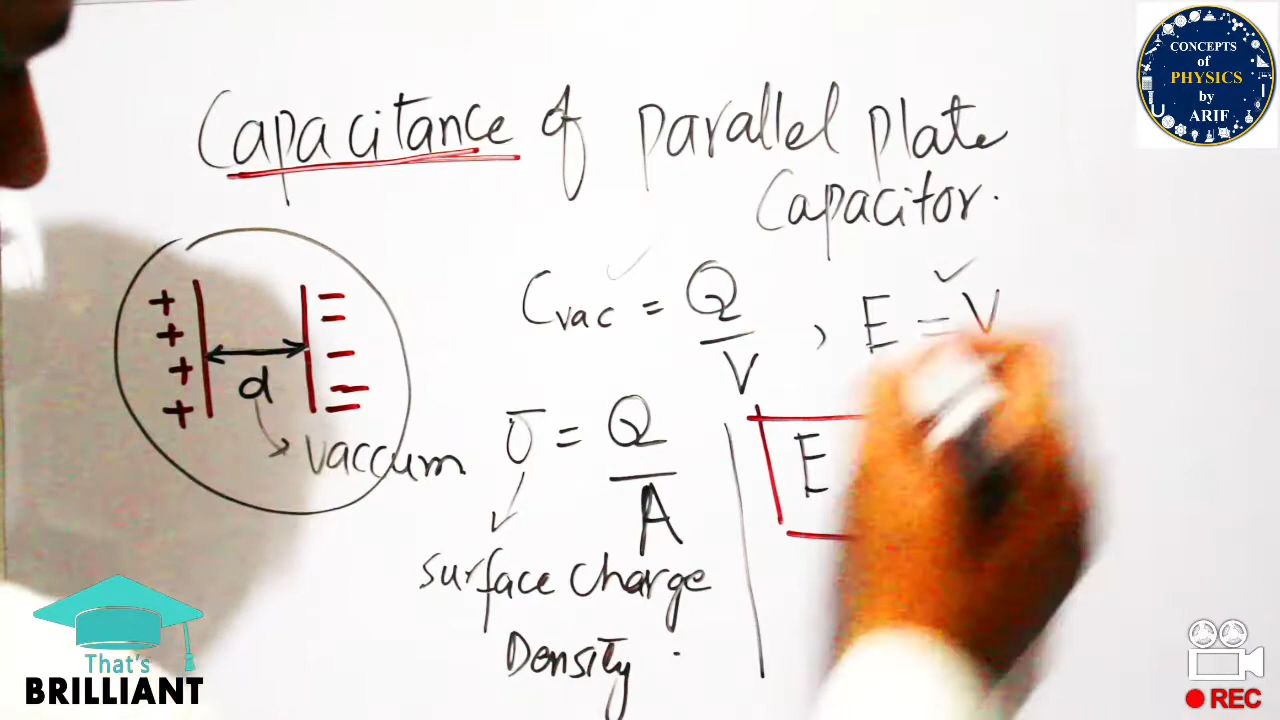 CONCEPTS
of
PHYSICS
by
ARIF
Capacitance of parallel plate
Capacitor.
Cvac = Q/V , E = V
+ + + +
− − − − −
d
vaccum
σ = Q/A
E
surface charge
Density .
That's
BRILLIANT
REC